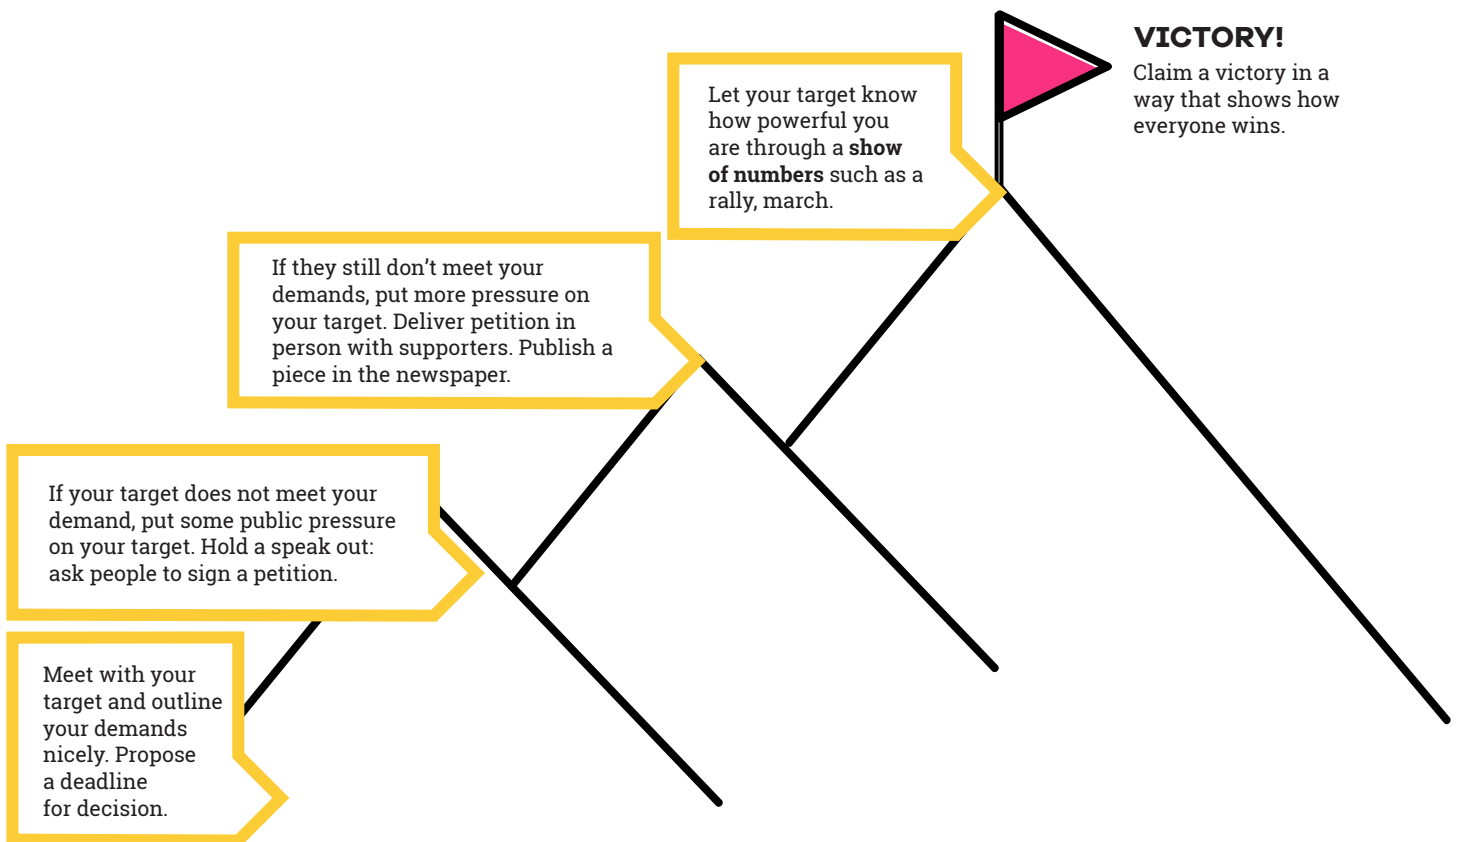 VICTORY!
Claim a victory in a
way that shows how
everyone wins.
Let your target know
how powerful you
are through a show
of numbers such as a
rally, march.
If they still don’t meet your
demands, put more pressure on
your target. Deliver petition in
person with supporters. Publish a
piece in the newspaper.
If your target does not meet your
demand, put some public pressure
on your target. Hold a speak out:
ask people to sign a petition.
Meet with your
target and outline
your demands
nicely. Propose
a deadline
for decision.